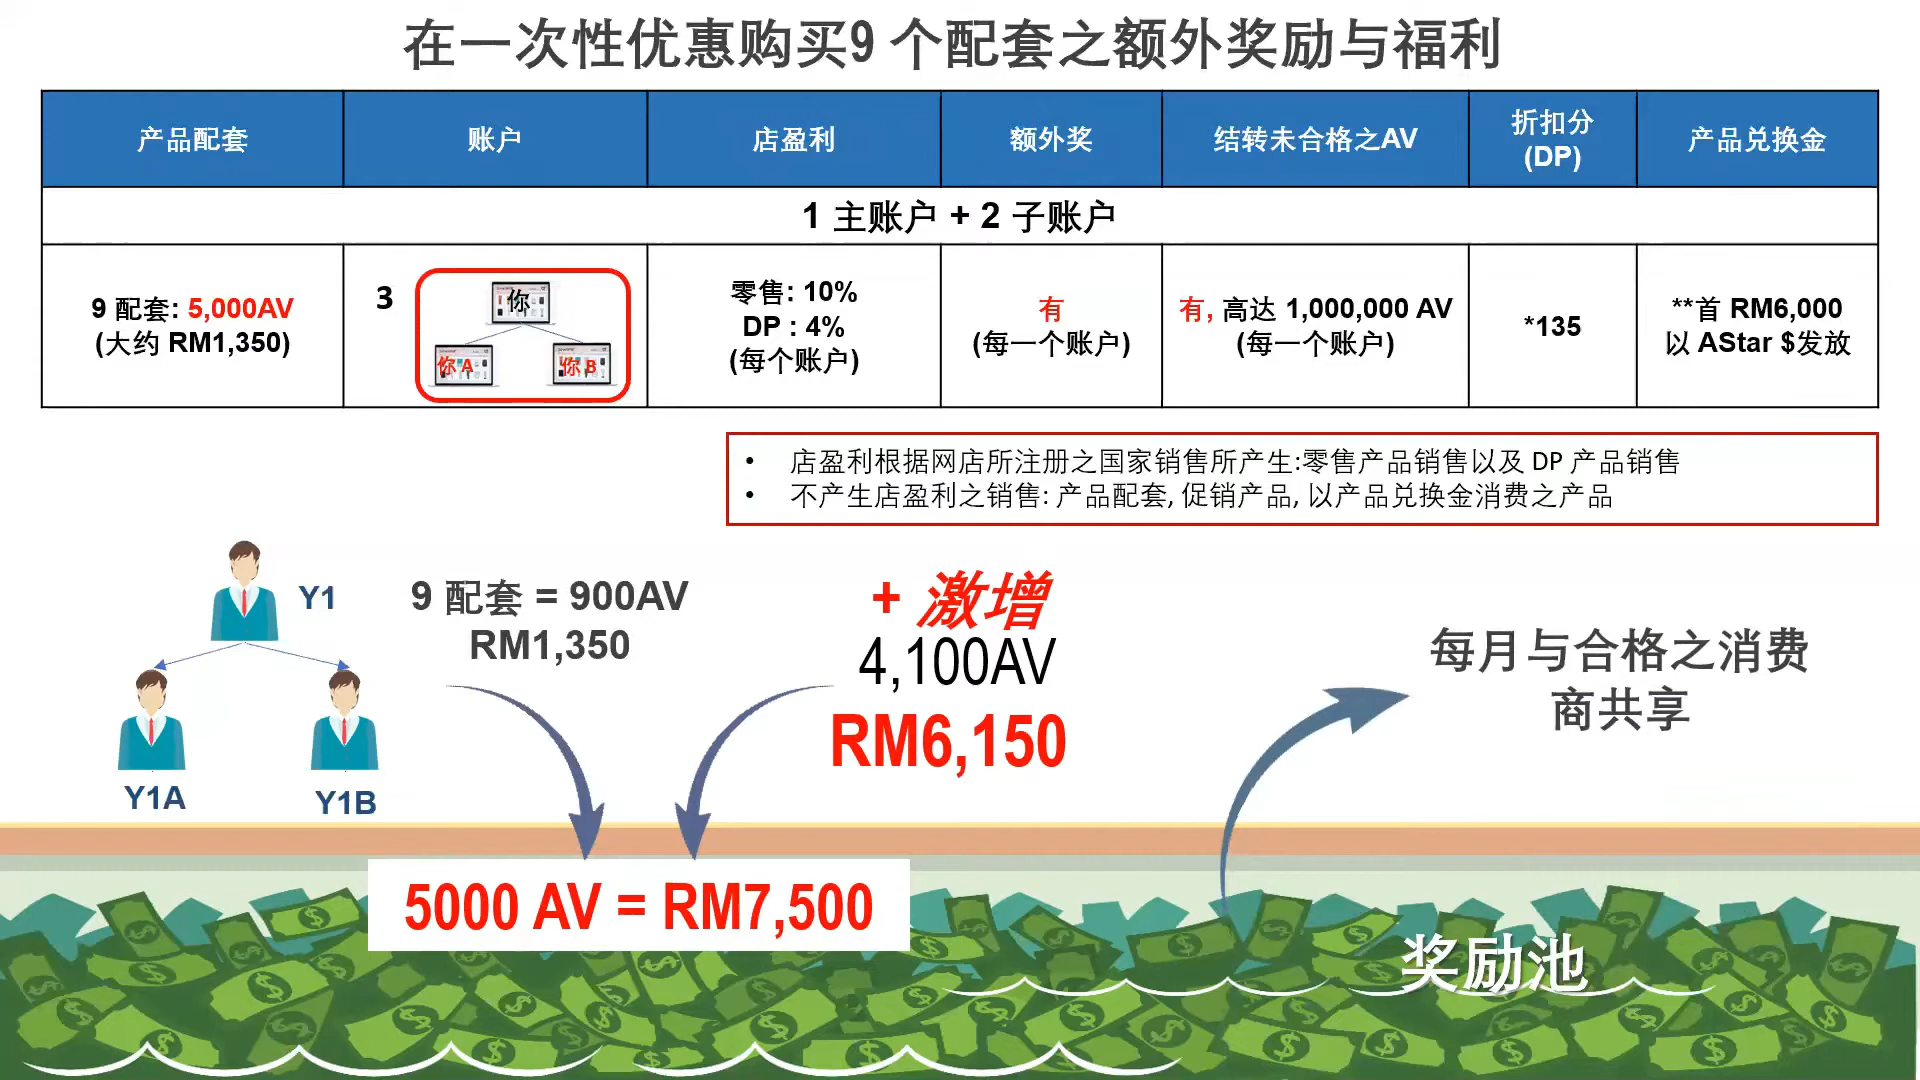 在一次性优惠购买9 个配套之额外奖励与福利
产品配套
账户
店盈利
额外奖
结转未合格之AV
折扣分
(DP)
产品兑换金
1 主账户 + 2 子账户
9 配套: 5,000AV
(大约 RM1,350)
3
你
你 A
你 B
零售: 10%
DP : 4%
(每个账户)
有
(每一个账户)
有, 高达 1,000,000 AV
(每一个账户)
*135
**首 RM6,000
以 AStar $发放
• 店盈利根据网店所注册之国家销售所产生:零售产品销售以及 DP 产品销售
• 不产生店盈利之销售: 产品配套, 促销产品, 以产品兑换金消费之产品
Y1
Y1A
Y1B
9 配套 = 900AV
RM1,350
+ 激增
4,100AV
RM6,150
每月与合格之消费
商共享
5000 AV = RM7,500
奖励池